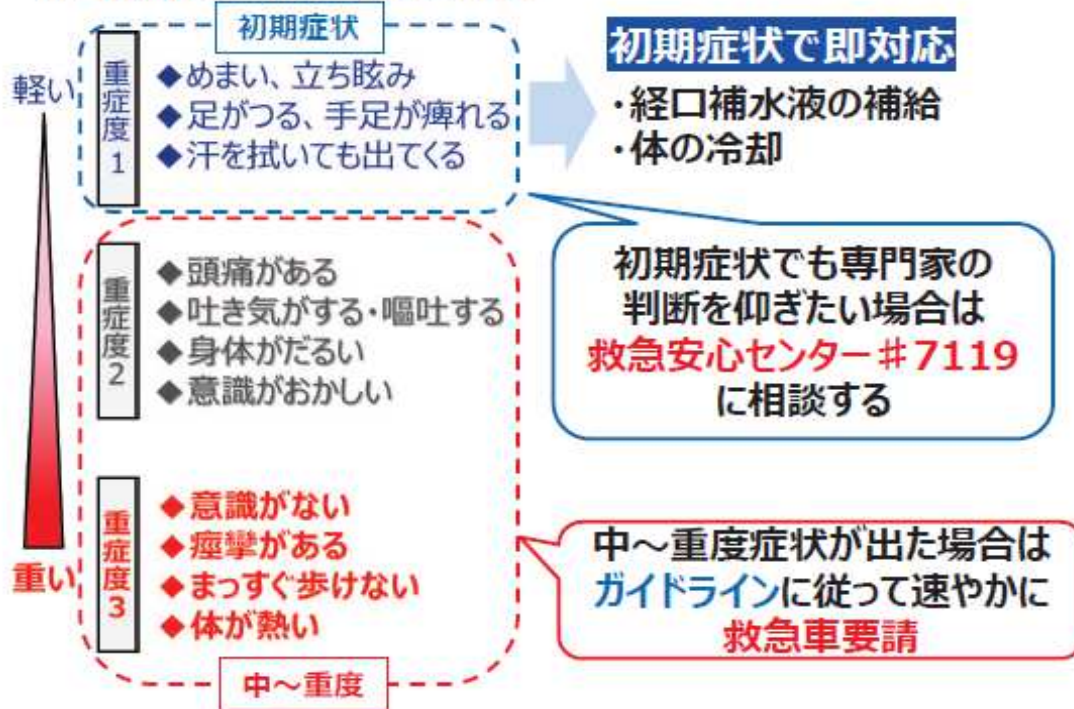 初期症状
軽い
重症度1
◆めまい、立ち眩み
◆足がつる、手足が痺れる
◆汗を拭いても出てくる
初期症状で即対応
・経口補水液の補給
・体の冷却
初期症状でも専門家の
判断を仰ぎたい場合は
救急安心センター♯7119
に相談する
重症度2
◆頭痛がある
◆吐き気がする・嘔吐する
◆身体がだるい
◆意識がおかしい
重い
重症度3
◆意識がない
◆痙攣がある
◆まっすぐ歩けない
◆体が熱い
中～重度
中～重度症状が出た場合は
ガイドラインに従って速やかに
救急車要請